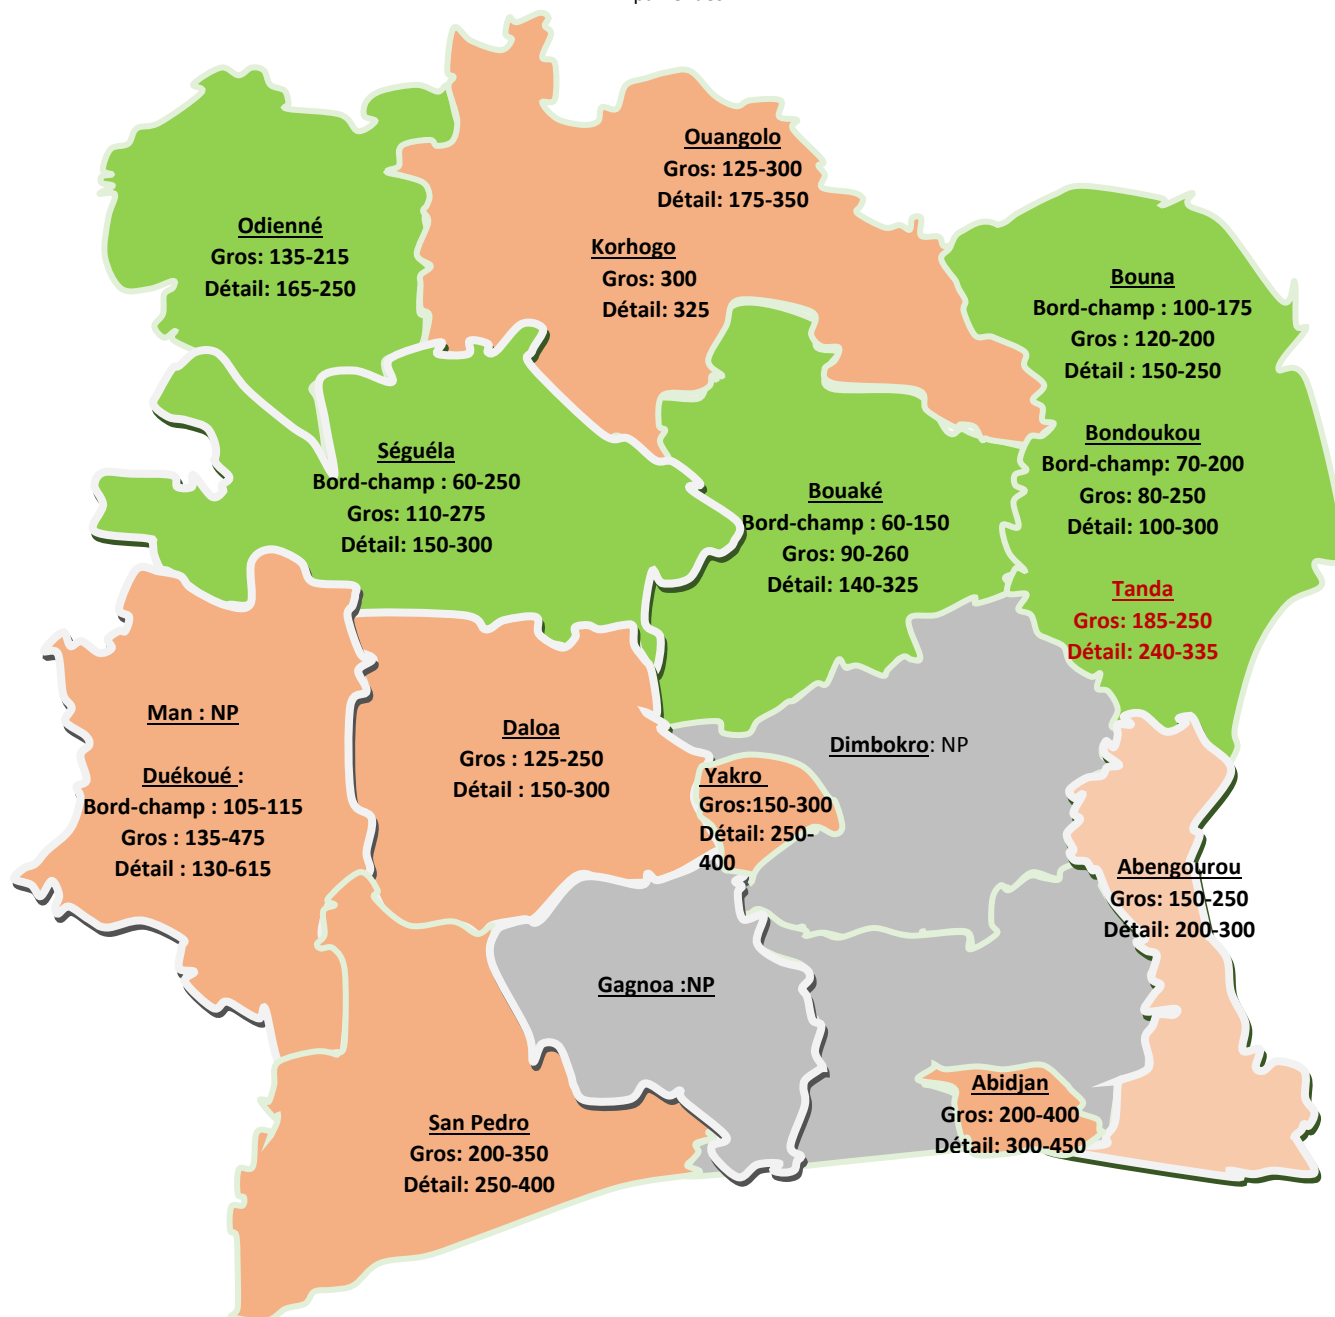 Ouangolo
Gros: 125-300
Détail: 175-350
Korhogo
Gros: 300
Détail: 325
Odienné
Gros: 135-215
Détail: 165-250
Bouna
Bord-champ : 100-175
Gros : 120-200
Détail : 150-250
Bondoukou
Bord-champ: 70-200
Gros: 80-250
Détail: 100-300
Tanda
Gros: 185-250
Détail: 240-335
Séguéla
Bord-champ : 60-250
Gros: 110-275
Détail: 150-300
Bouaké
Bord-champ : 60-150
Gros: 90-260
Détail: 140-325
Man : NP
Duékoué :
Bord-champ : 105-115
Gros : 135-475
Détail : 130-615
Daloa
Gros : 125-250
Détail : 150-300
Dimbokro: NP
Yakro
Gros:150-300
Détail: 250-
400
Abengourou
Gros: 150-250
Détail: 200-300
Gagnoa :NP
San Pedro
Gros: 200-350
Détail: 250-400
Abidjan
Gros: 200-400
Détail: 300-450